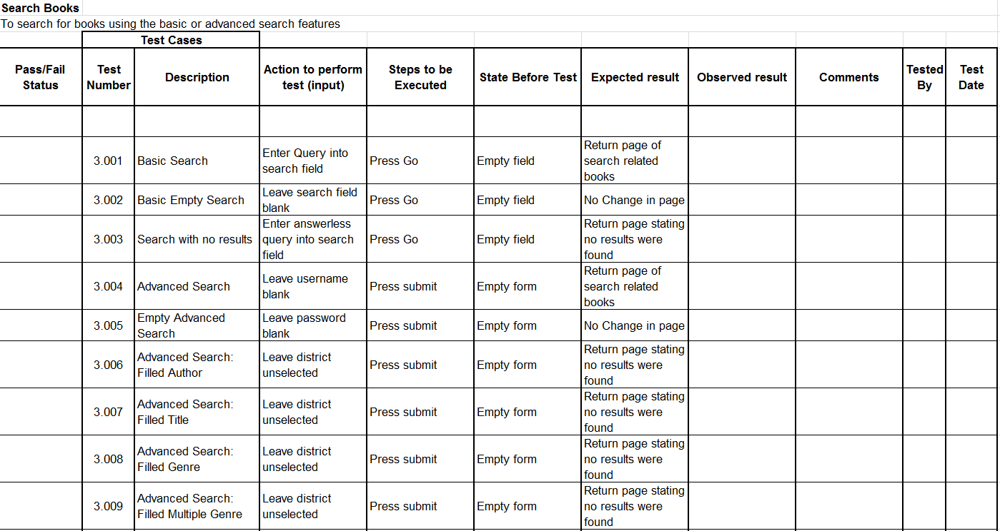 Search Books
To search for books using the basic or advanced search features
Test Cases
Pass/Fail Status
Test Number
Description
Action to perform test (input)
Steps to be Executed
State Before Test
Expected result
Observed result
Comments
Tested By
Test Date
3.001
Basic Search
Enter Query into
search field
Press Go
Empty field
Return page of
search related
books
3.002
Basic Empty Search
Leave search field
blank
Press Go
Empty field
No Change in page
3.003
Search with no results
Enter answerless
query into search
field
Press Go
Empty field
Return page stating
no results were
found
3.004
Advanced Search
Leave username
blank
Press submit
Empty form
Return page of
search related
books
3.005
Empty Advanced
Search
Leave password
blank
Press submit
Empty form
No Change in page
3.006
Advanced Search:
Filled Author
Leave district
unselected
Press submit
Empty form
Return page stating
no results were
found
3.007
Advanced Search:
Filled Title
Leave district
unselected
Press submit
Empty form
Return page stating
no results were
found
3.008
Advanced Search:
Filled Genre
Leave district
unselected
Press submit
Empty form
Return page stating
no results were
found
3.009
Advanced Search:
Filled Multiple Genre
Leave district
unselected
Press submit
Empty form
Return page stating
no results were
found